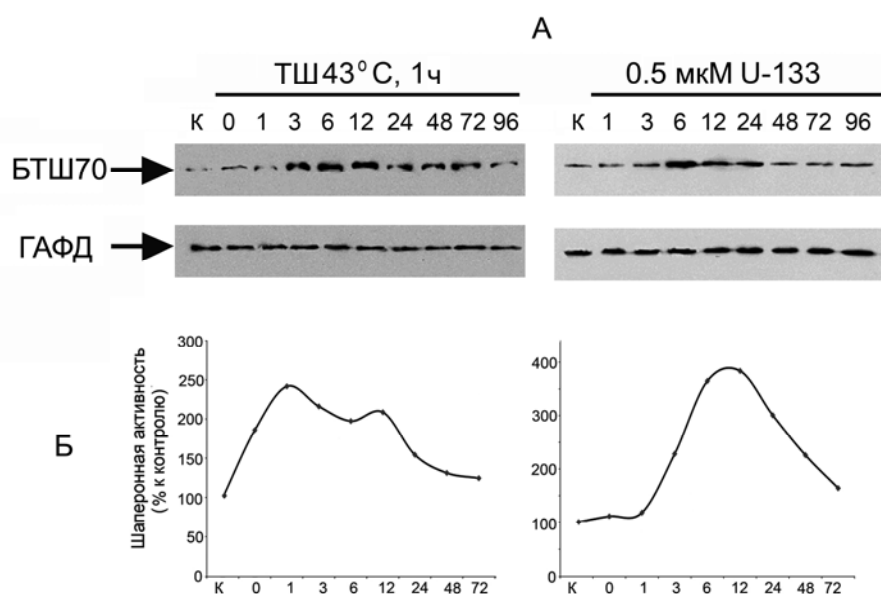 А
ТШ 43° С, 1ч
0.5 мкМ U-133
К 0 1 3 6 12 24 48 72 96
К 1 3 6 12 24 48 72 96
БТШ70
ГАФД
Б
Шаперонная активность
(% к контролю)
300
250
200
150
100
50
0
К 0 1 3 6 12 24 48 72
400
300
200
100
0
К 0 1 3 6 12 24 48 72